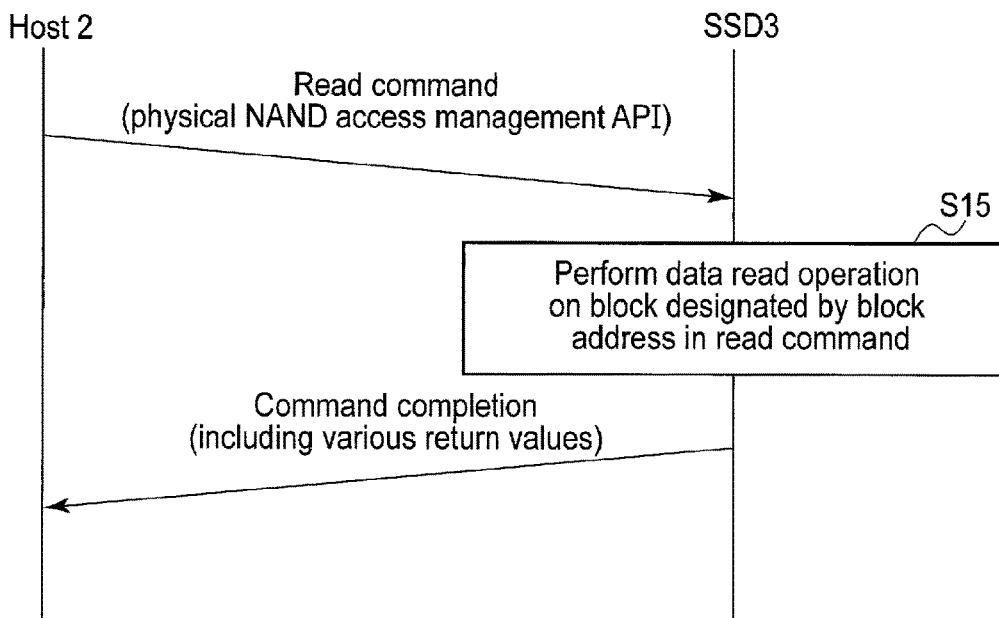 Host 2
SSD3
Read command
(physical NAND access management API)
S15
Perform data read operation
on block designated by block
address in read command
Command completion
(including various return values)